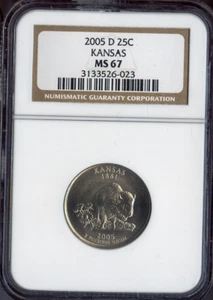 2005 D 25C
KANSAS
MS 67
3133526-023
NUMISMATIC GUARANTY CORPORATION
KANSAS
1861
2005